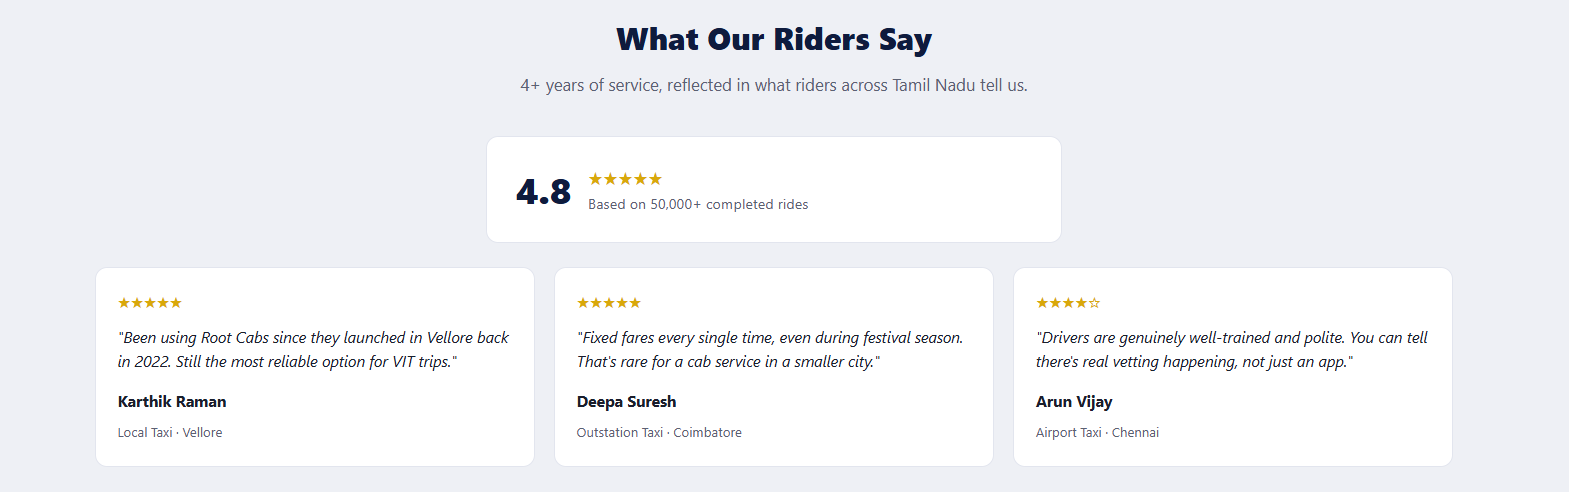 What Our Riders Say
4+ years of service, reflected in what riders across Tamil Nadu tell us.
4.8
★★★★★
Based on 50,000+ completed rides
★★★★★
"Been using Root Cabs since they launched in Vellore back
in 2022. Still the most reliable option for VIT trips."
Karthik Raman
Local Taxi · Vellore
★★★★★
"Fixed fares every single time, even during festival season.
That's rare for a cab service in a smaller city."
Deepa Suresh
Outstation Taxi · Coimbatore
★★★★☆
"Drivers are genuinely well-trained and polite. You can tell
there's real vetting happening, not just an app."
Arun Vijay
Airport Taxi · Chennai